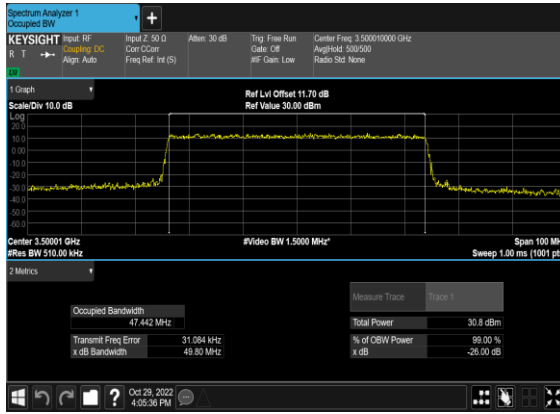 Spectrum Analyzer 1
Occupied BW
+
KEYSIGHT Input: RF Input Z: 50 Ω Atten: 30 dB Trig: Free Run Center Freq: 3.500010000 GHz
R T Coupling: DC Corr CCorr Gate: Off Avg|Hold: 500/500
Align: Auto Freq Ref: Int (S) #IF Gain: Low Radio Std: None
LNI
1 Graph
Ref Lvl Offset 11.70 dB
Scale/Div 10.0 dB Ref Value 30.00 dBm
Log
20.0
10.0
0.00
-10.0
-20.0
-30.0
-40.0
-50.0
-60.0
Center 3.50001 GHz #Video BW 1.5000 MHz* Span 100 MH
#Res BW 510.00 kHz Sweep 1.00 ms (1001 pt
2 Metrics
Measure Trace Trace 1
Occupied Bandwidth
47.442 MHz Total Power 30.8 dBm
Transmit Freq Error 31.084 kHz % of OBW Power 99.00 %
x dB Bandwidth 49.80 MHz x dB -26.00 dB
? Oct 29, 2022
4:05:36 PM